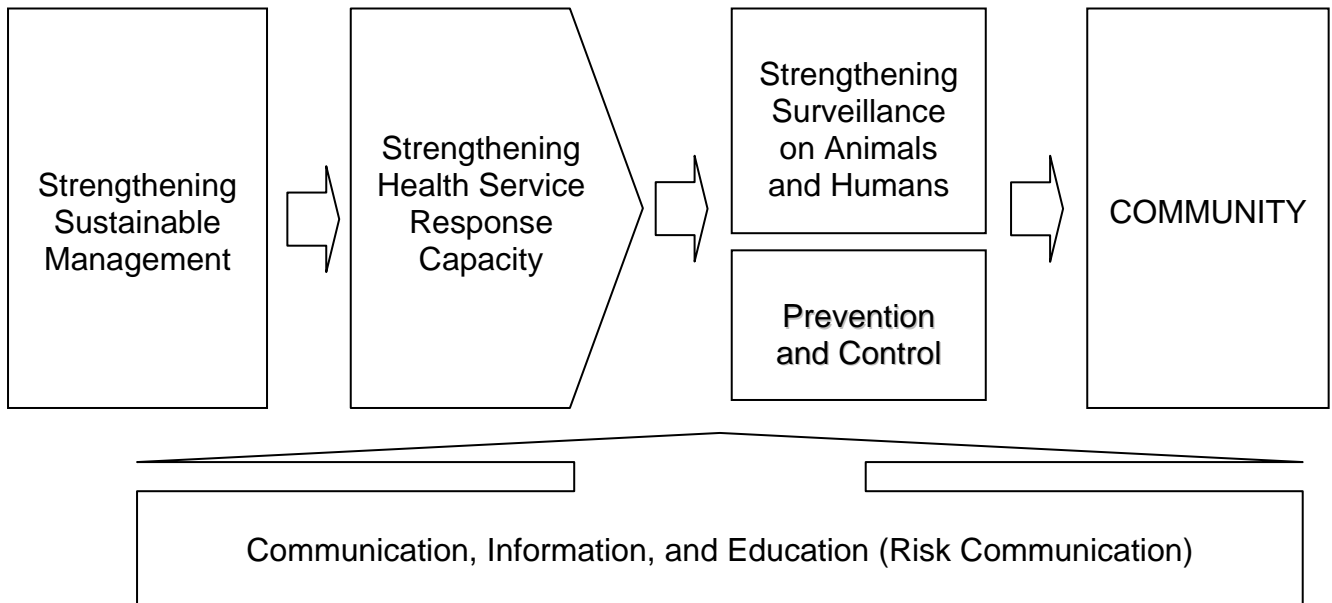 Strengthening
Sustainable
Management
Strengthening
Health Service
Response
Capacity
Strengthening
Surveillance
on Animals
and Humans
Prevention
and Control
COMMUNITY
Communication, Information, and Education (Risk Communication)